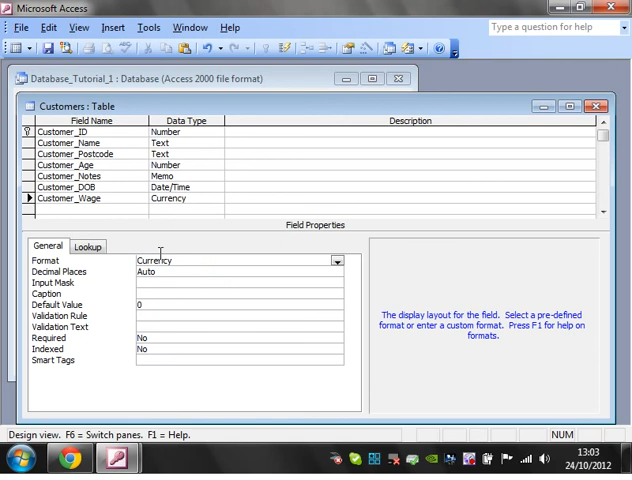 Microsoft Access
File Edit View Insert Tools Window Help
Type a question for help
Database_Tutorial_1 : Database (Access 2000 file format)
Customers : Table
Field Name Data Type Description
Customer_ID Number
Customer_Name Text
Customer_Postcode Text
Customer_Age Number
Customer_Notes Memo
Customer_DOB Date/Time
Customer_Wage Currency
Field Properties
General Lookup
Format Currency
Decimal Places Auto
Input Mask
Caption
Default Value 0
Validation Rule
Validation Text
Required No
Indexed No
Smart Tags
The display layout for the field. Select a pre-defined
format or enter a custom format. Press F1 for help on
formats.
Design view. F6 = Switch panes. F1 = Help. NUM
13:03
24/10/2012